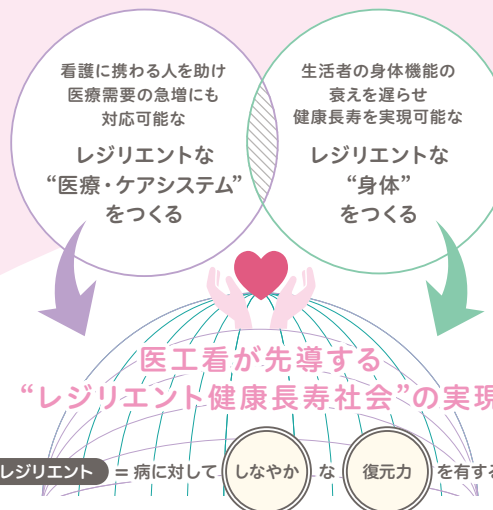 看護に携わる人を助け
医療需要の急増にも
対応可能な
レジリエントな
“医療・ケアシステム”
をつくる
生活者の身体機能の
衰えを遅らせ
健康長寿を実現可能な
レジリエントな
“身体”
をつくる
医工看が先導する
“レジリエント健康長寿社会”の実現
レジリエント = 病に対して しなやか な 復元力 を有する